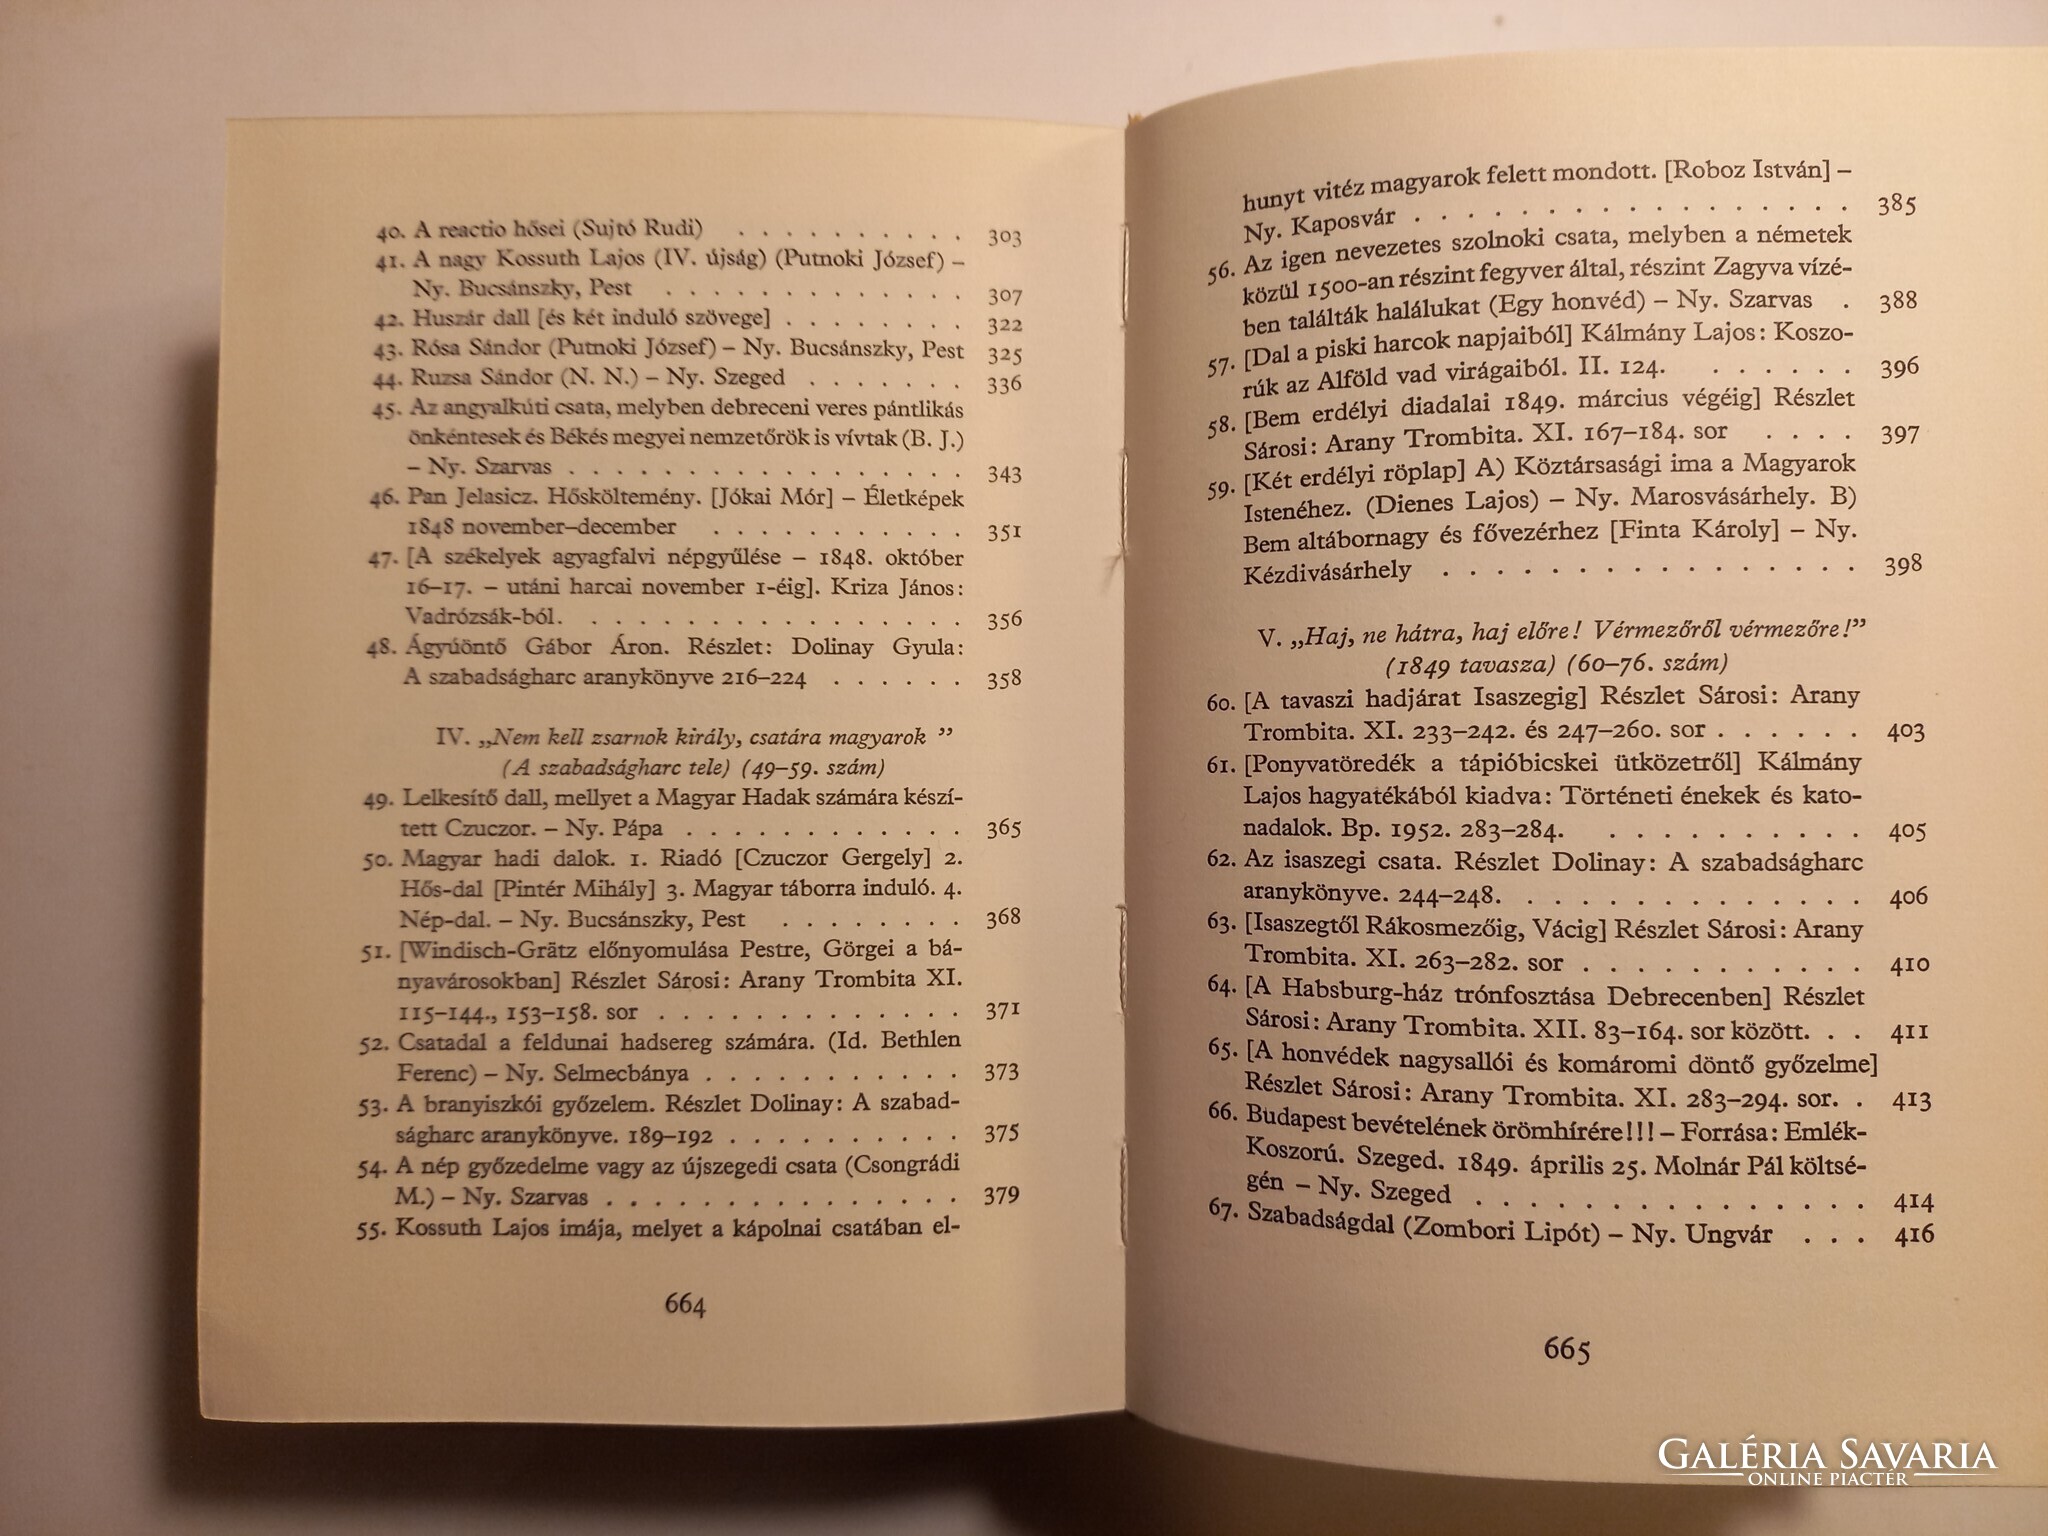 40. A reactio hősei (Sujtó Rudi) . . . . . . . . . . 303
41. A nagy Kossuth Lajos (IV. újság) (Putnoki József) –
Ny. Bucsánszky, Pest . . . . . . . . . . . . . 307
42. Huszár dall [és két induló szövege] . . . . . . . . 322
43. Rósa Sándor (Putnoki József) – Ny. Bucsánszky, Pest 325
44. Ruzsa Sándor (N. N.) – Ny. Szeged . . . . . . . 336
45. Az angyalkúti csata, melyben debreceni veres pántlikás
önkéntesek és Békés megyei nemzetőrök is vívtak (B. J.)
– Ny. Szarvas . . . . . . . . . . . . . . . . . 343
46. Pan Jelasicz. Hősköltemény. [Jókai Mór] – Életképek
1848 november–december . . . . . . . . . . . 351
47. [A székelyek agyagfalvi népgyűlése – 1848. október
16–17. – utáni harcai november 1-éig]. Kriza János:
Vadrózsák-ból. . . . . . . . . . . . . . . . . 356
48. Ágyúöntő Gábor Áron. Részlet: Dolinay Gyula:
A szabadságharc aranykönyve 216–224 . . . . . . 358
IV. „Nem kell zsarnok király, csatára magyarok ”
(A szabadságharc tele) (49–59. szám)
49. Lelkesítő dall, mellyet a Magyar Hadak számára készí-
tett Czuczor. – Ny. Pápa . . . . . . . . . . . . 365
50. Magyar hadi dalok. 1. Riadó [Czuczor Gergely] 2.
Hős-dal [Pintér Mihály] 3. Magyar táborra induló. 4.
Nép-dal. – Ny. Bucsánszky, Pest . . . . . . . . 368
51. [Windisch-Grätz előnyomulása Pestre, Görgei a bá-
nyavárosokban] Részlet Sárosi: Arany Trombita XI.
115–144., 153–158. sor . . . . . . . . . . . . . 371
52. Csatadal a feldunai hadsereg számára. (Id. Bethlen
Ferenc) – Ny. Selmecbánya . . . . . . . . . . . 373
53. A branyiszkói győzelem. Részlet Dolinay: A szabad-
ságharc aranykönyve. 189–192 . . . . . . . . . . 375
54. A nép győzedelme vagy az újszegedi csata (Csongrádi
M.) – Ny. Szarvas . . . . . . . . . . . . . . . 379
55. Kossuth Lajos imája, melyet a kápolnai csatában el-
664
hunyt vitéz magyarok felett mondott. [Roboz István] –
Ny. Kaposvár . . . . . . . . . . . . . . . . . 385
56. Az igen nevezetes szolnoki csata, melyben a németek
közül 1500-an részint fegyver által, részint Zagyva vizé-
ben találták halálukat (Egy honvéd) – Ny. Szarvas . 388
57. [Dal a piski harcok napjaiból] Kálmány Lajos: Koszo-
rúk az Alföld vad virágaiból. II. 124. . . . . . . 396
58. [Bem erdélyi diadalai 1849. március végéig] Részlet
Sárosi: Arany Trombita. XI. 167–184. sor . . . . 397
59. [Két erdélyi röplap] A) Köztársasági ima a Magyarok
Istenéhez. (Dienes Lajos) – Ny. Marosvásárhely. B)
Bem altábornagy és fővezérhez [Finta Károly] – Ny.
Kézdivásárhely . . . . . . . . . . . . . . . . 398
V. „Haj, ne hátra, haj előre! Vérmezőről vérmezőre!”
(1849 tavasza) (60–76. szám)
60. [A tavaszi hadjárat Isaszegig] Részlet Sárosi: Arany
Trombita. XI. 233–242. és 247–260. sor . . . . . . 403
61. [Ponyvatöredék a tápióbicskei ütközetről] Kálmány
Lajos hagyatékából kiadva: Történeti énekek és kato-
nadalok. Bp. 1952. 283–284. . . . . . . . . . . . 405
62. Az isaszegi csata. Részlet Dolinay: A szabadságharc
aranykönyve. 244–248. . . . . . . . . . . . . . . 406
63. [Isaszegtől Rákosmezőig, Vácig] Részlet Sárosi: Arany
Trombita. XI. 263–282. sor . . . . . . . . . . . 410
64. [A Habsburg-ház trónfosztása Debrecenben] Részlet
Sárosi: Arany Trombita. XII. 83–164. sor között. . . 411
65. [A honvédek nagysallói és komáromi döntő győzelme]
Részlet Sárosi: Arany Trombita. XI. 283–294. sor. . 413
66. Budapest bevételének örömhírére!!! – Forrása: Emlék-
Koszorú. Szeged. 1849. április 25. Molnár Pál költsé-
gén – Ny. Szeged . . . . . . . . . . . . . . . 414
67. Szabadságdal (Zombori Lipót) – Ny. Ungvár . . . 416
665
GALÉRIA SAVARIA
ONLINE PIACTÉR